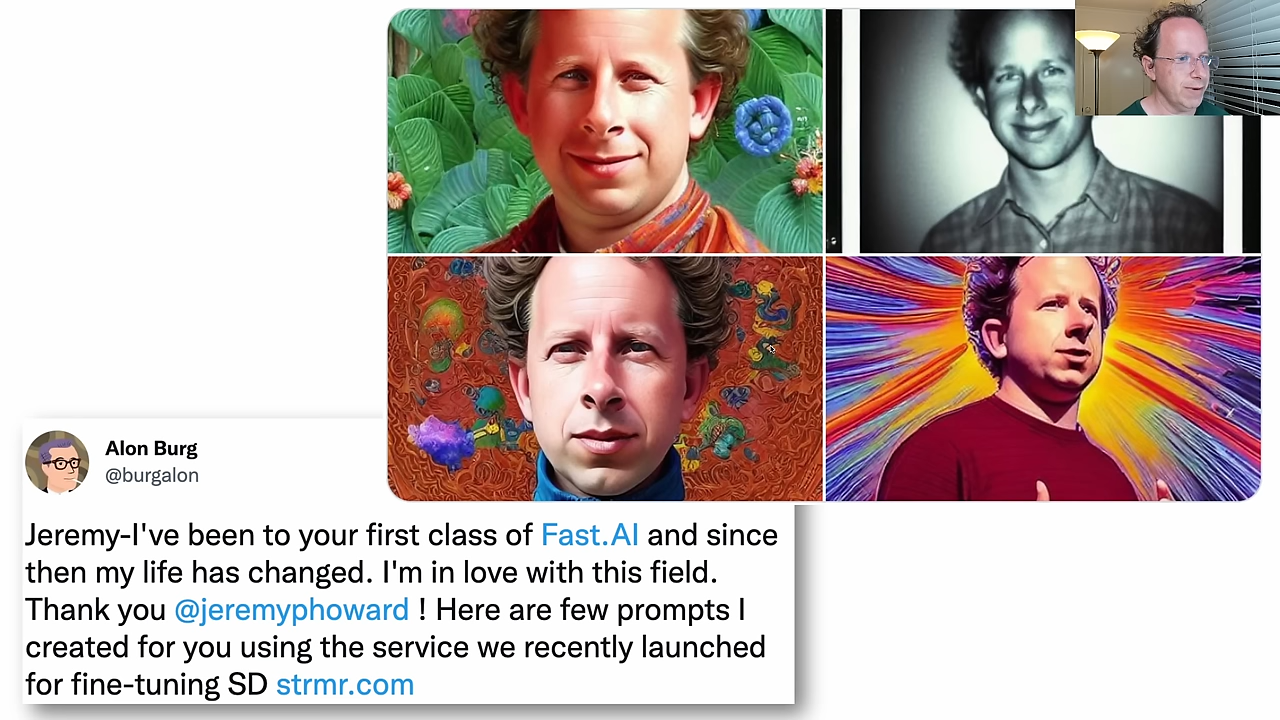 Alon Burg
@burgalon
Jeremy-I've been to your first class of Fast.AI and since
then my life has changed. I'm in love with this field.
Thank you @jeremyphoward ! Here are few prompts I
created for you using the service we recently launched
for fine-tuning SD strmr.com